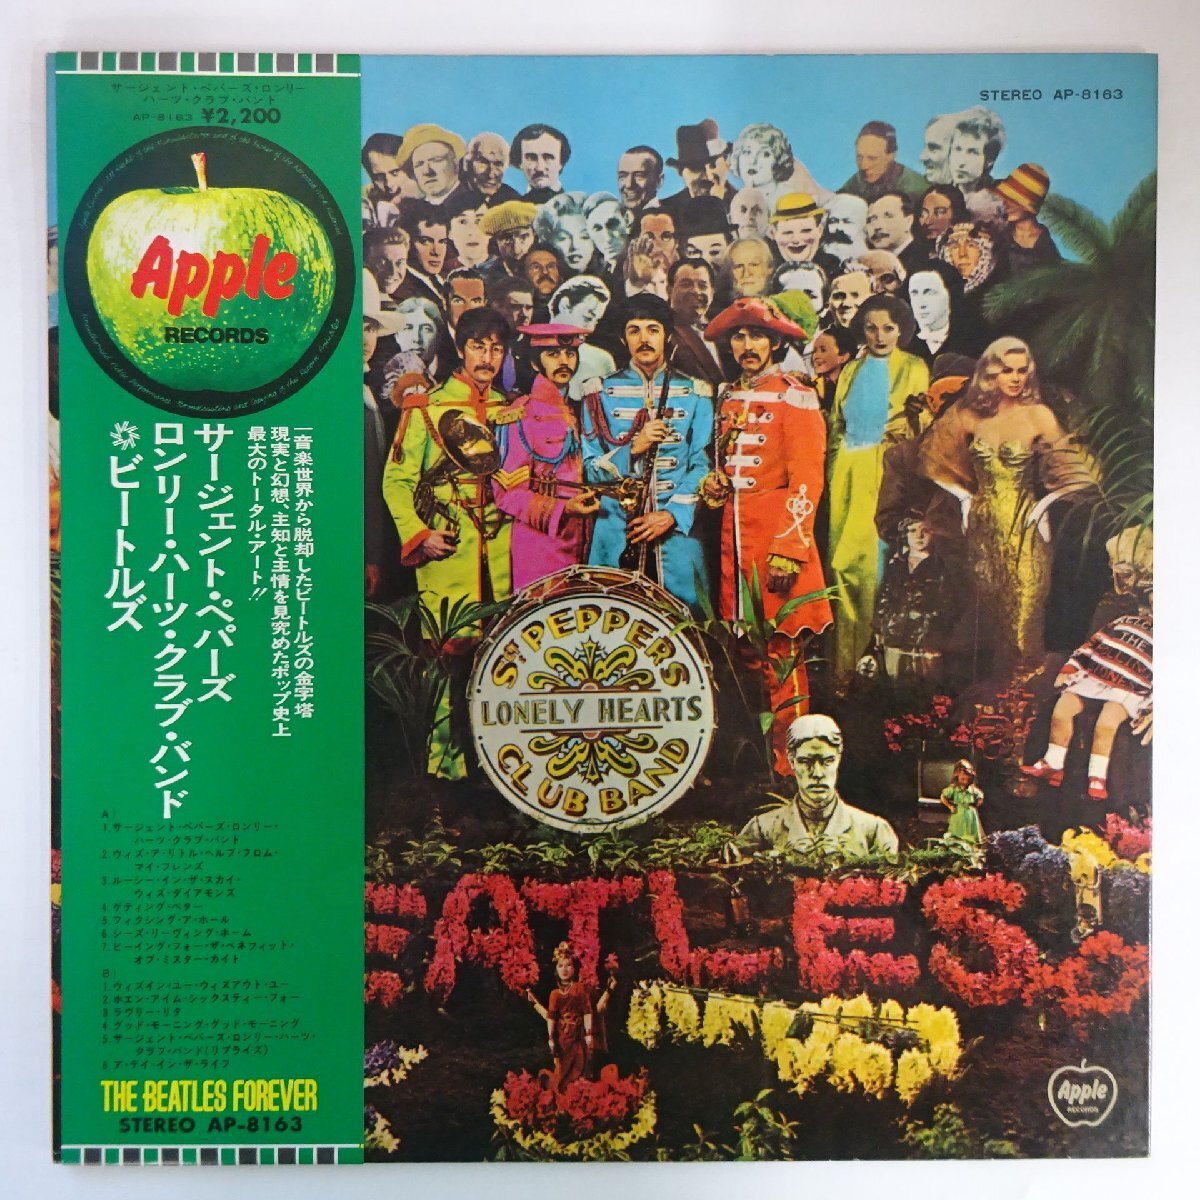 サージェント・ペパーズ・ロンリー
ハーツ・クラブ・バンド
AP-8163 ¥2,200
Apple
RECORDS
サージェント・ペパーズ
ロンリー・ハーツ・クラブ・バンド
ビートルズ
一音楽世界から脱却したビートルズの金字塔
現実と幻想、主知と主情を見究めたポップ史上
最大のトータル・アート!!
A)
1.サージェント・ペパーズ・ロンリー・
ハーツ・クラブ・バンド
2.ウィズ・ア・リトル・ヘルプ・フロム・
マイ・フレンズ
3.ルーシー・イン・ザ・スカイ・
ウィズ・ダイアモンズ
4.ゲティング・ベター
5.フィクシング・ア・ホール
6.シーズ・リーヴィング・ホーム
7.ビーイング・フォー・ザ・ベネフィット・
オブ・ミスター・カイト
B)
1.ウィズイン・ユー・ウィズアウト・ユー
2.ホエン・アイム・シックスティー・フォー
3.ラヴリー・リタ
4.グッド・モーニング・グッド・モーニング
5.サージェント・ペパーズ・ロンリー・ハーツ・
クラブ・バンド(リプライズ)
6.ア・デイ・イン・ザ・ライフ
THE BEATLES FOREVER
STEREO AP-8163
STEREO AP-8163
SGT PEPPERS
LONELY HEARTS
CLUB BAND
EATLES
Apple
RECORDS